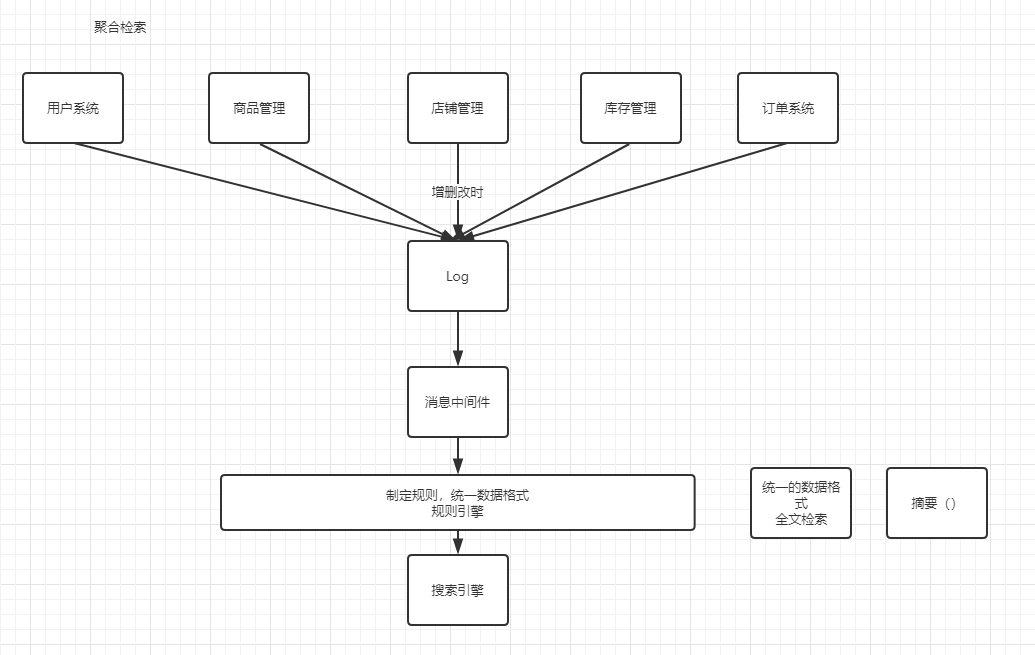 聚合检索
用户系统
商品管理
店铺管理
库存管理
订单系统
增删改时
Log
消息中间件
制定规则，统一数据格式
规则引擎
统一的数据格
式
全文检索
摘要（）
搜索引擎